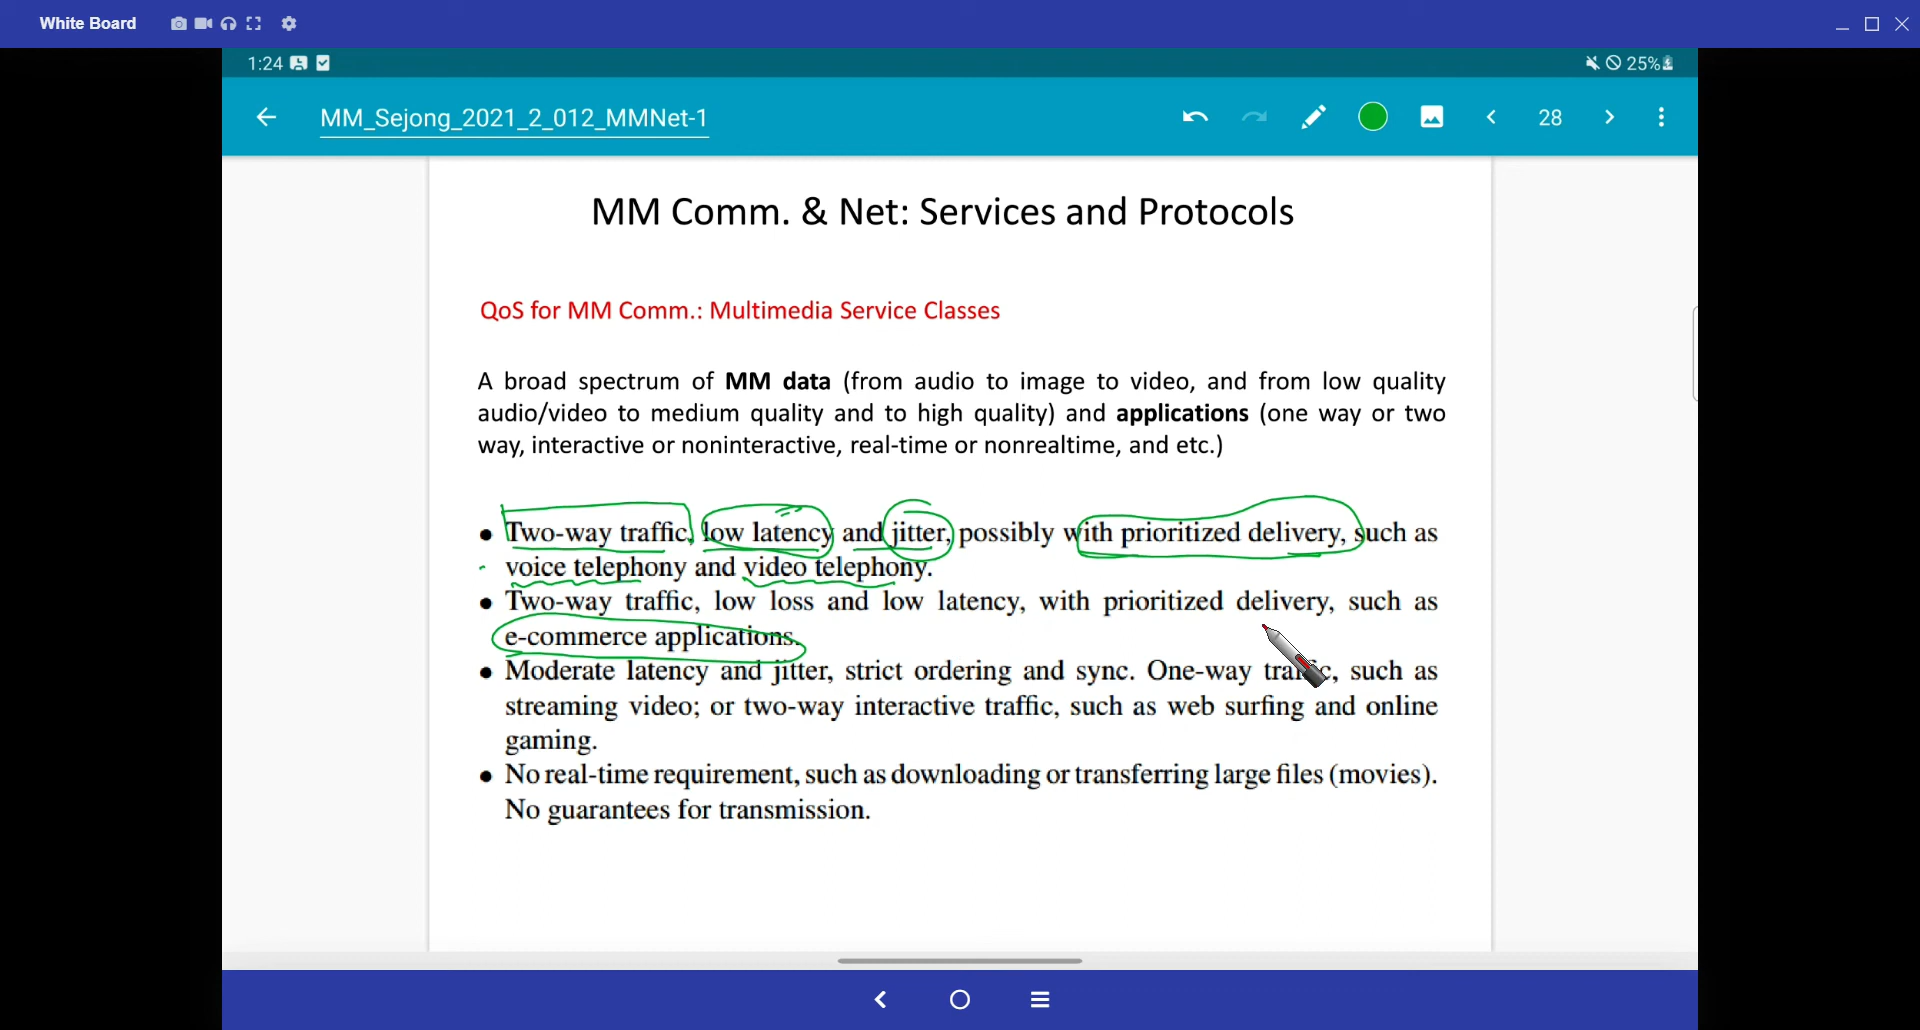 White Board
1:24
25%
MM_Sejong_2021_2_012_MMNet-1
28
MM Comm. & Net: Services and Protocols
QoS for MM Comm.: Multimedia Service Classes
A broad spectrum of MM data (from audio to image to video, and from low quality
audio/video to medium quality and to high quality) and applications (one way or two
way, interactive or noninteractive, real-time or nonrealtime, and etc.)
● Two-way traffic, low latency and jitter, possibly with prioritized delivery, such as
voice telephony and video telephony.
● Two-way traffic, low loss and low latency, with prioritized delivery, such as
e-commerce applications.
● Moderate latency and jitter, strict ordering and sync. One-way traffic, such as
streaming video; or two-way interactive traffic, such as web surfing and online
gaming.
● No real-time requirement, such as downloading or transferring large files (movies).
No guarantees for transmission.